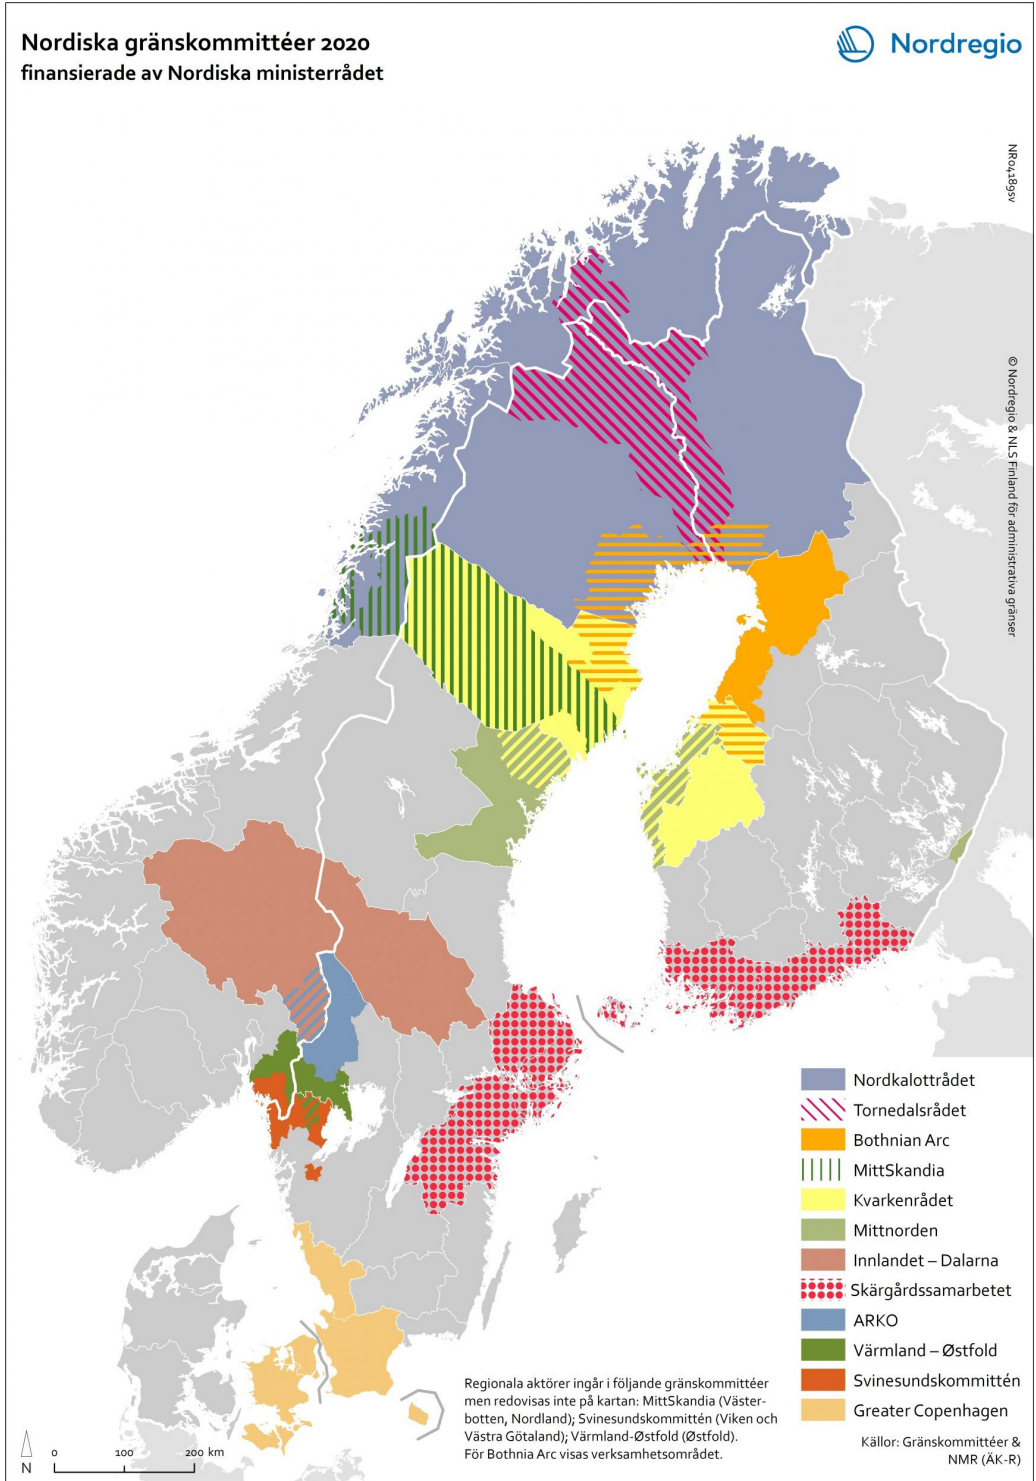 Nordiska gränskommittéer 2020
finansierade av Nordiska ministerrådet
Nordregio
NR0418gsv
© Nordregio & NLS Finland för administrativa gränser
Nordkalottrådet
Tornedalsrådet
Bothnian Arc
MittSkandia
Kvarkenrådet
Mittnorden
Innlandet – Dalarna
Skärgårdssamarbetet
ARKO
Värmland – Østfold
Svinesundskommittén
Greater Copenhagen
Regionala aktörer ingår i följande gränskommittéer
men redovisas inte på kartan: MittSkandia (Väster-
botten, Nordland); Svinesundskommittén (Viken och
Västra Götaland); Värmland-Østfold (Østfold).
För Bothnia Arc visas verksamhetsområdet.
Källor: Gränskommittéer &
NMR (ÄK-R)
N
0 100 200 km